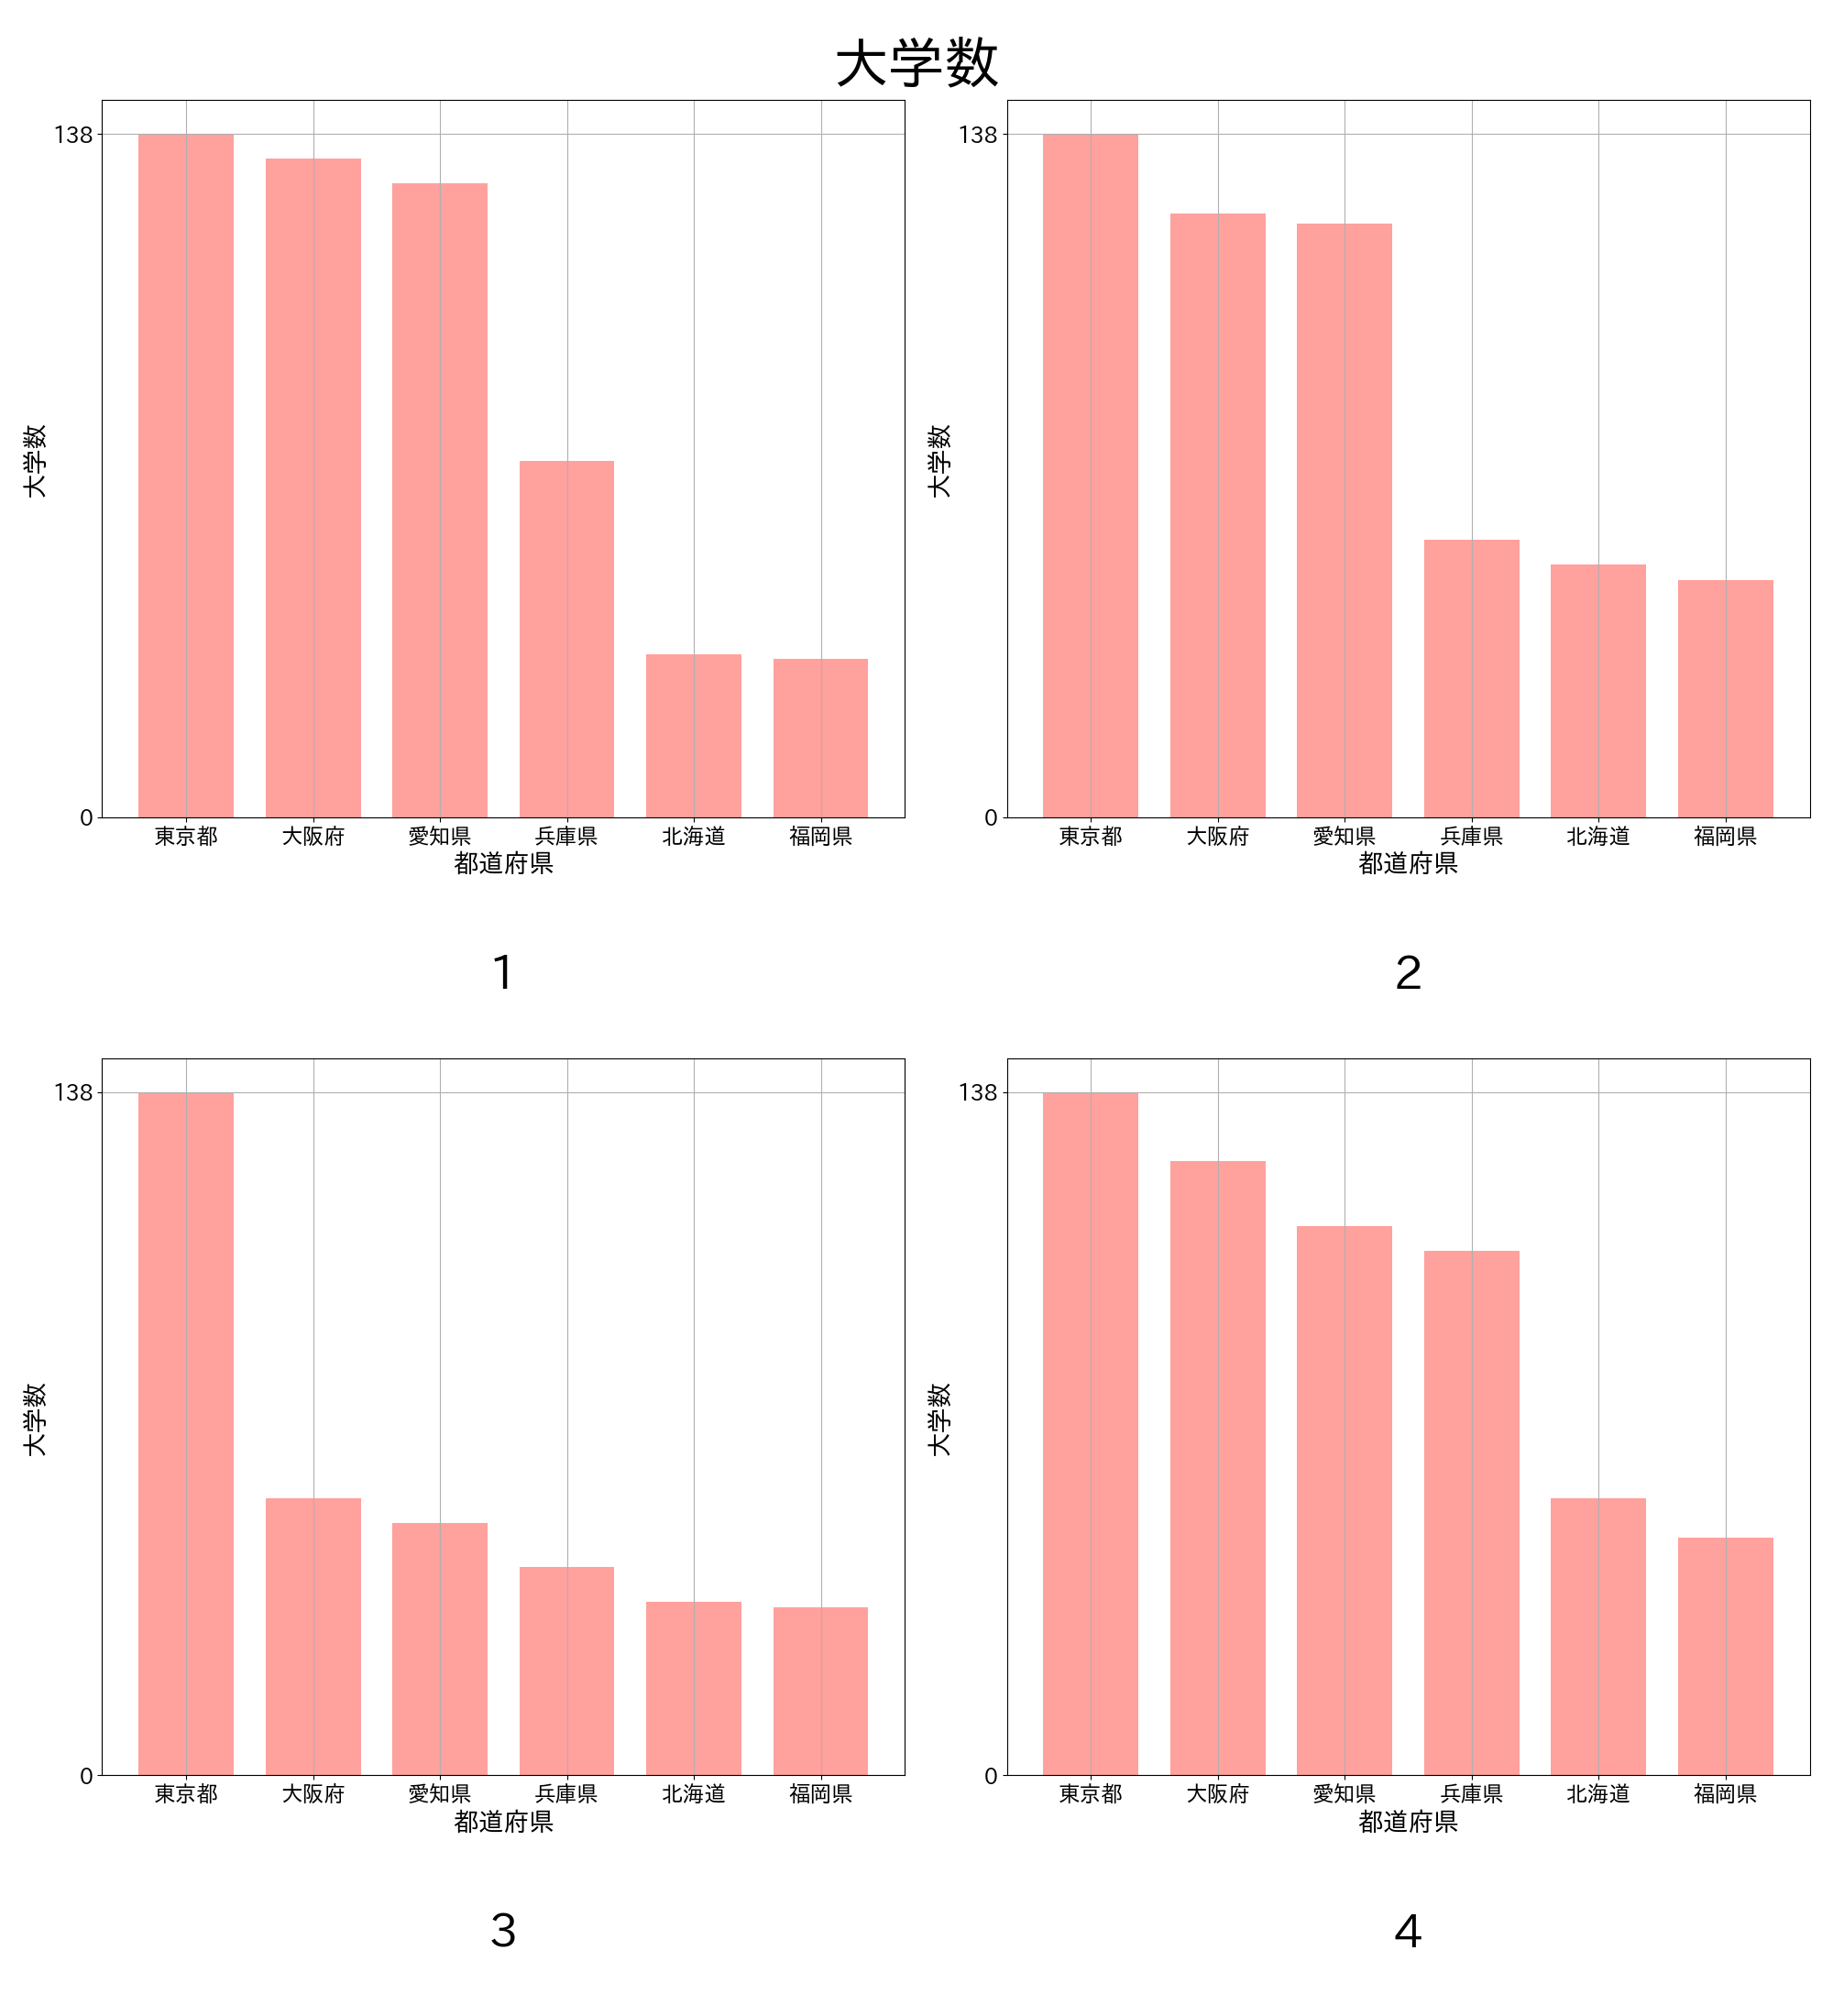 大学数
138
0
大学数
東京都 大阪府 愛知県 兵庫県 北海道 福岡県
都道府県
1
138
0
大学数
東京都 大阪府 愛知県 兵庫県 北海道 福岡県
都道府県
2
138
0
大学数
東京都 大阪府 愛知県 兵庫県 北海道 福岡県
都道府県
3
138
0
大学数
東京都 大阪府 愛知県 兵庫県 北海道 福岡県
都道府県
4